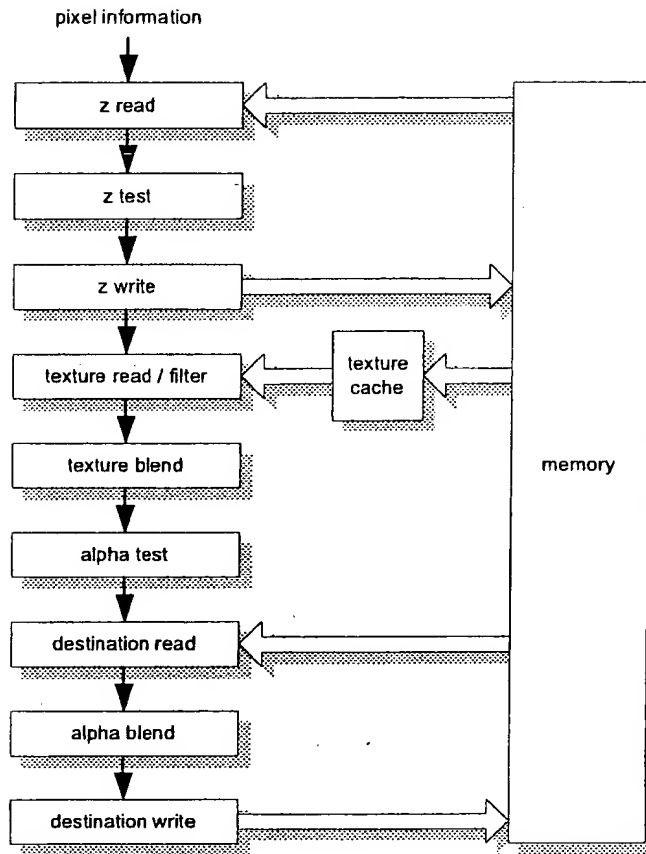 pixel information
z read
z test
z write
texture read / filter
texture
cache
texture blend
memory
alpha test
destination read
alpha blend
destination write